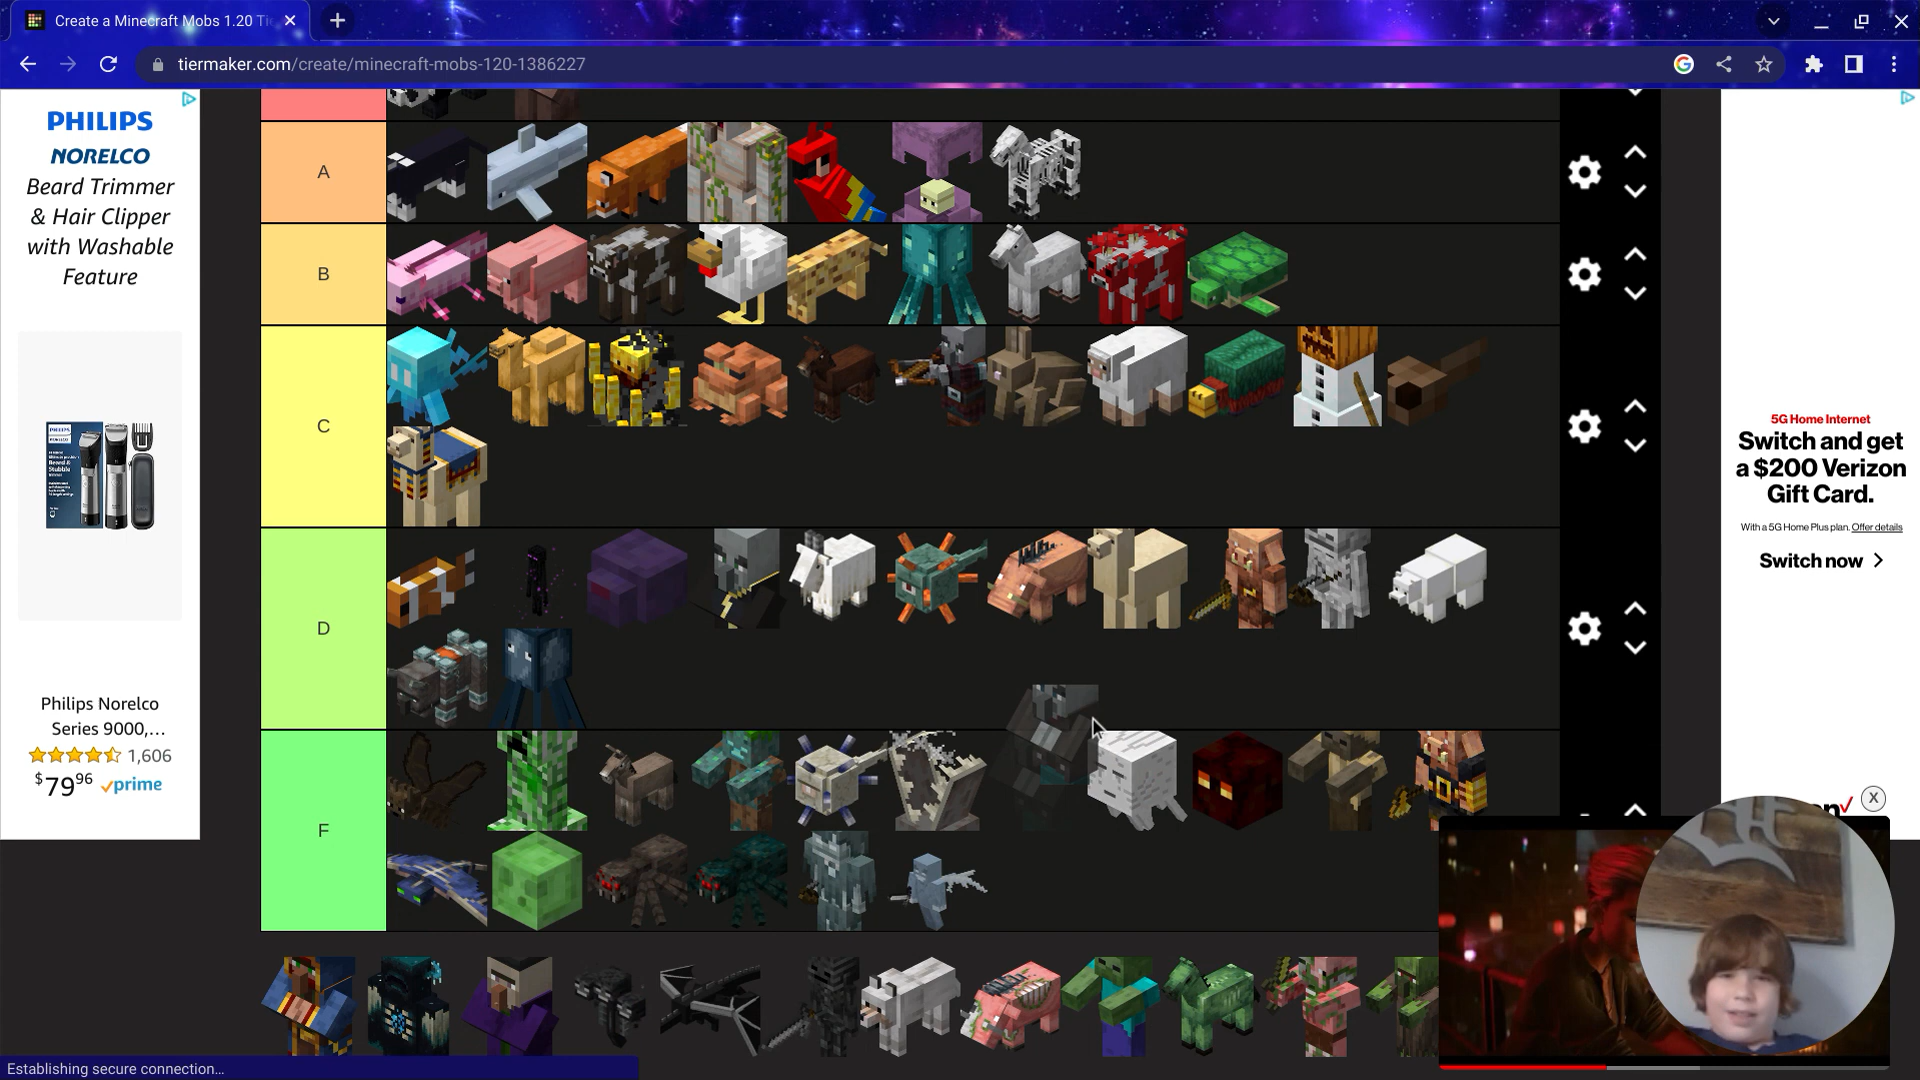 Create a Minecraft Mobs 1.20 Tie
tiermaker.com/create/minecraft-mobs-120-1386227
PHILIPS
NORELCO
Beard Trimmer
& Hair Clipper
with Washable
Feature
Philips Norelco
Series 9000,...
1,606
$79.96 prime
A
B
C
D
F
5G Home Internet
Switch and get
a $200 Verizon
Gift Card.
With a 5G Home Plus plan. Offer details
Switch now
X
Establishing secure connection...